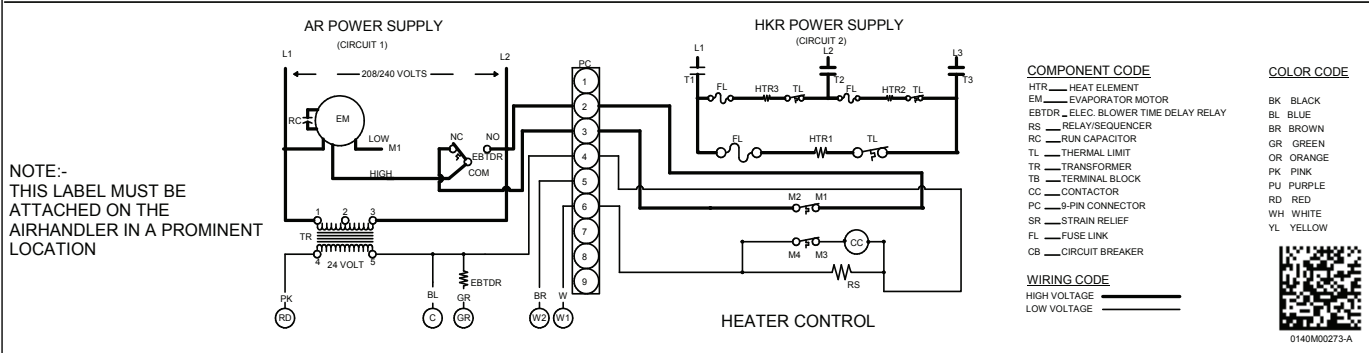 AR POWER SUPPLY
(CIRCUIT 1)
L1
L2
208/240 VOLTS
RC
EM
LOW
M1
HIGH
NC
NO
EBTDR
COM
1
2
3
TR
4
24 VOLT
5
EBTDR
PK
RD
BL
C
GR
GR
BR
W2
W
W1
PC
1
2
3
4
5
6
7
8
9
HKR POWER SUPPLY
(CIRCUIT 2)
L1
L2
L3
T1
T2
T3
FL
HTR3
TL
FL
HTR2
TL
FL
HTR1
TL
M2
M1
M4
M3
CC
RS
HEATER CONTROL
NOTE:-
THIS LABEL MUST BE
ATTACHED ON THE
AIRHANDLER IN A PROMINENT
LOCATION
COMPONENT CODE
HTR HEAT ELEMENT
EM EVAPORATOR MOTOR
EBTDR ELEC. BLOWER TIME DELAY RELAY
RS RELAY/SEQUENCER
RC RUN CAPACITOR
TL THERMAL LIMIT
TR TRANSFORMER
TB TERMINAL BLOCK
CC CONTACTOR
PC 9-PIN CONNECTOR
SR STRAIN RELIEF
FL FUSE LINK
CB CIRCUIT BREAKER
WIRING CODE
HIGH VOLTAGE
LOW VOLTAGE
COLOR CODE
BK BLACK
BL BLUE
BR BROWN
GR GREEN
OR ORANGE
PK PINK
PU PURPLE
RD RED
WH WHITE
YL YELLOW
0140M00273-A